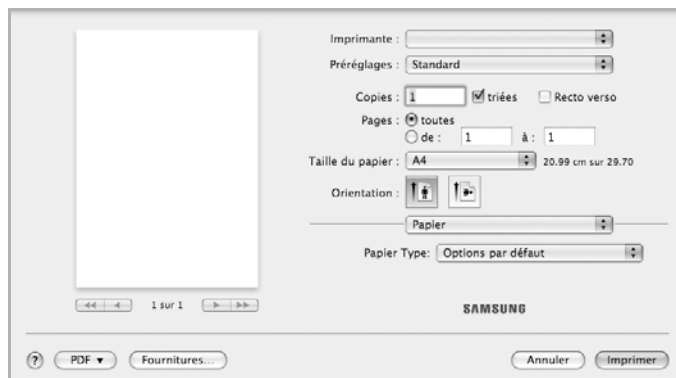 Imprimante :
Préréglages : Standard
Copies : 1 triées Recto verso
Pages : toutes
de : 1 à : 1
Taille du papier : A4 20.99 cm sur 29.70
Orientation :
Papier
Papier Type: Options par défaut
1 sur 1
SAMSUNG
? PDF Fournitures... Annuler Imprimer